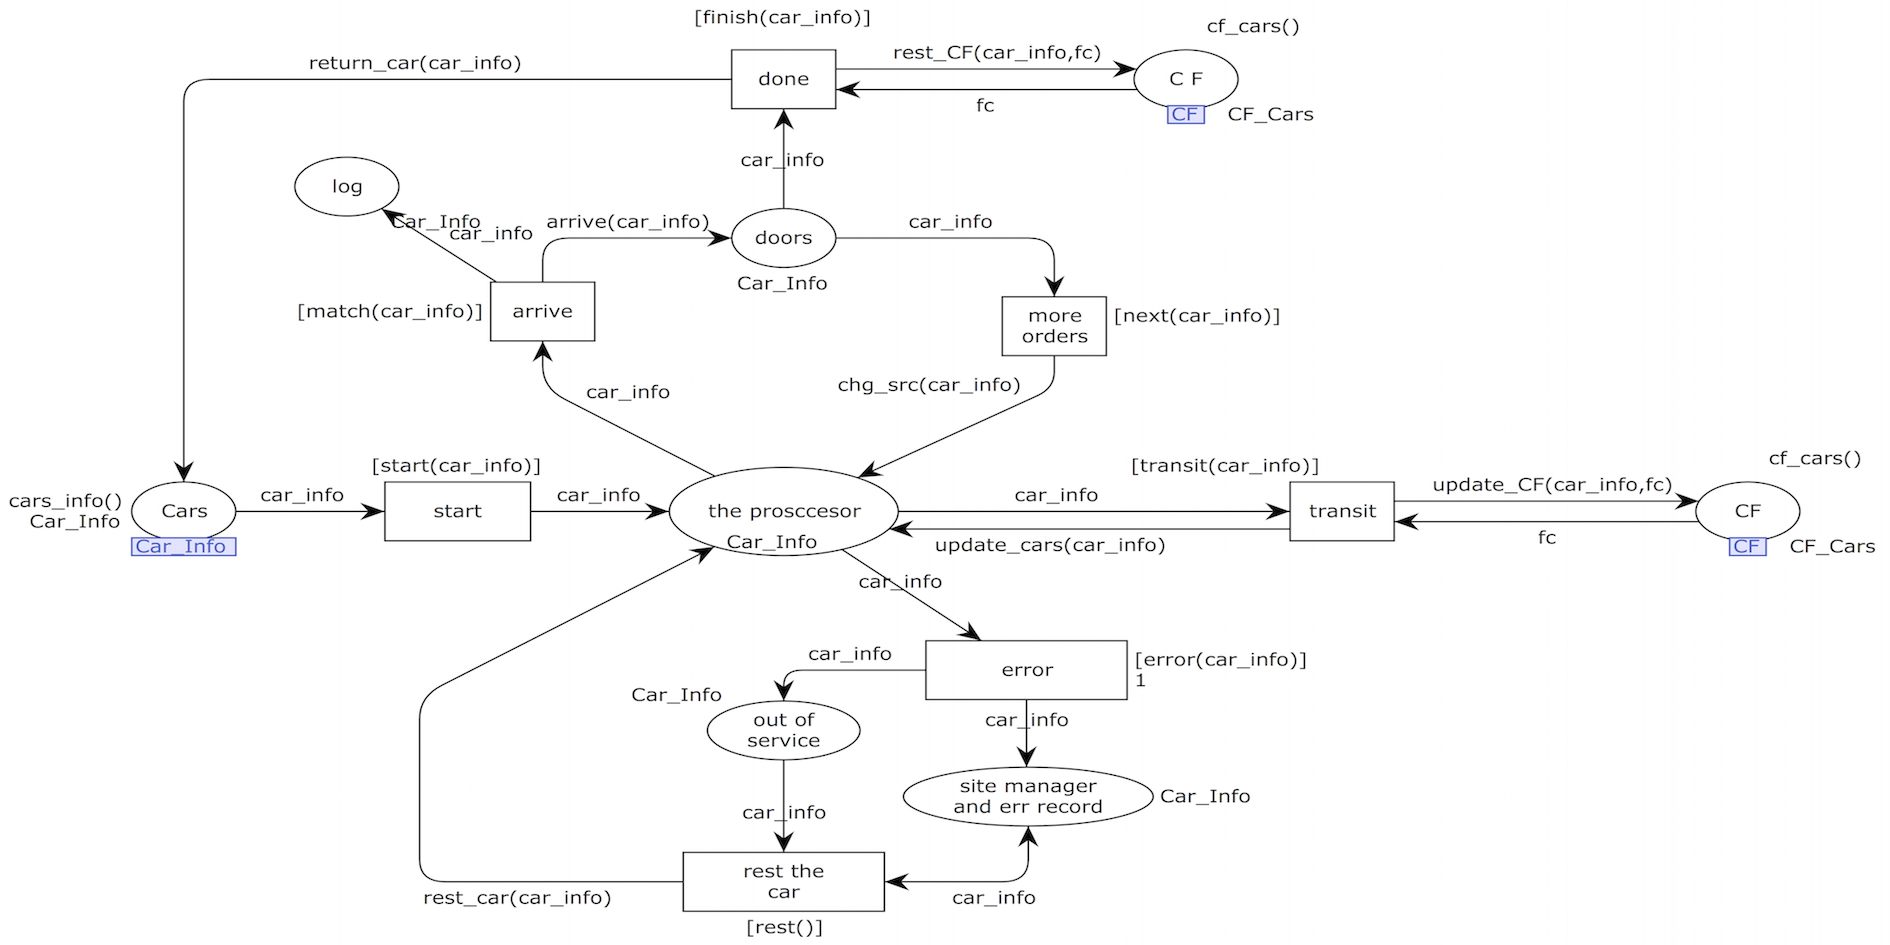 [finish(car_info)]
cf_cars()
return_car(car_info)
done
rest_CF(car_info,fc)
C F
fc
CF
CF_Cars
car_info
log
Car_Info
car_info
arrive(car_info)
doors
car_info
Car_Info
[match(car_info)]
arrive
more
orders
[next(car_info)]
car_info
chg_src(car_info)
cars_info()
Car_Info
Cars
Car_Info
car_info
[start(car_info)]
start
car_info
the prosccesor
Car_Info
car_info
update_cars(car_info)
[transit(car_info)]
transit
update_CF(car_info,fc)
fc
cf_cars()
CF
CF
CF_Cars
car_info
error
[error(car_info)]
1
car_info
Car_Info
out of
service
car_info
site manager
and err record
Car_Info
car_info
rest the
car
rest_car(car_info)
car_info
[rest()]